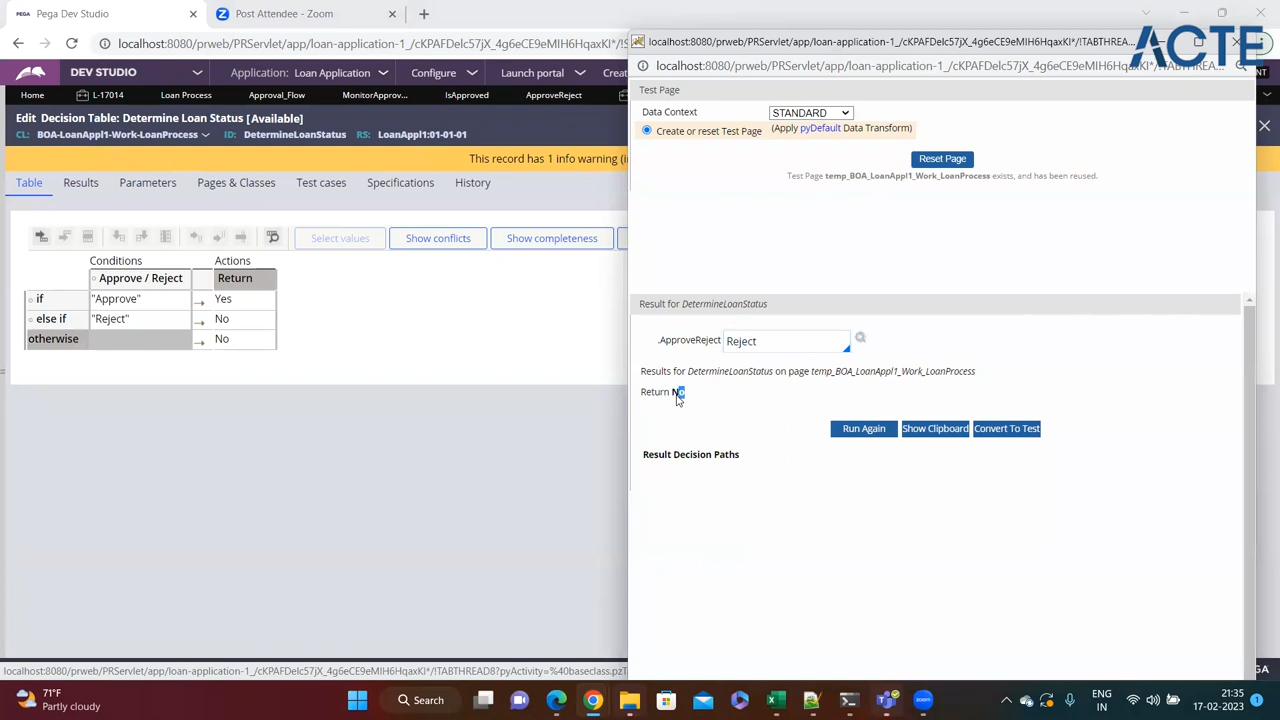 PEGA Pega Dev Studio
Post Attendee - Zoom
localhost:8080/prweb/PRServlet/app/loan-application-1_/cKPAFDelc57jX_4g6eCE9eMIH6HqaxKl*/!S
DEV STUDIO
Application: Loan Application
Configure
Launch portal
Create
Home
L-17014
Loan Process
Approval_Flow
MonitorApprov...
IsApproved
ApproveReject
Edit Decision Table: Determine Loan Status [Available]
CL: BOA-LoanAppl1-Work-LoanProcess
ID: DetermineLoanStatus
RS: LoanAppl1:01-01-01
This record has 1 info warning (i
Table
Results
Parameters
Pages & Classes
Test cases
Specifications
History
Select values
Show conflicts
Show completeness
Conditions
Actions
Approve / Reject
Return
if
"Approve"
Yes
else if
"Reject"
No
otherwise
No
localhost:8080/prweb/PRServlet/app/loan-application-1_/cKPAFDelc57jX_4g6eCE9eMIH6HqaxKl*/!TABTHREAD8?pyActivity=%40baseclass.pzT
localhost:8080/prweb/PRServlet/app/loan-application-1_/cKPAFDelc57jX_4g6eCE9eMIH6HqaxKl*/!TABTHREA...
ACTE
localhost:8080/prweb/PRServlet/app/loan-application-1_/cKPAFDelc57jX_4g6eCE9eMIH6HqaxKl*/!TABTHREA...
Test Page
Data Context
STANDARD
Create or reset Test Page
(Apply pyDefault Data Transform)
Reset Page
Test Page temp_BOA_LoanAppl1_Work_LoanProcess exists, and has been reused.
Result for DetermineLoanStatus
.ApproveReject
Reject
Results for DetermineLoanStatus on page temp_BOA_LoanAppl1_Work_LoanProcess
Return No
Run Again
Show Clipboard
Convert To Test
Result Decision Paths
71°F
Partly cloudy
Search
ENG
IN
21:35
17-02-2023